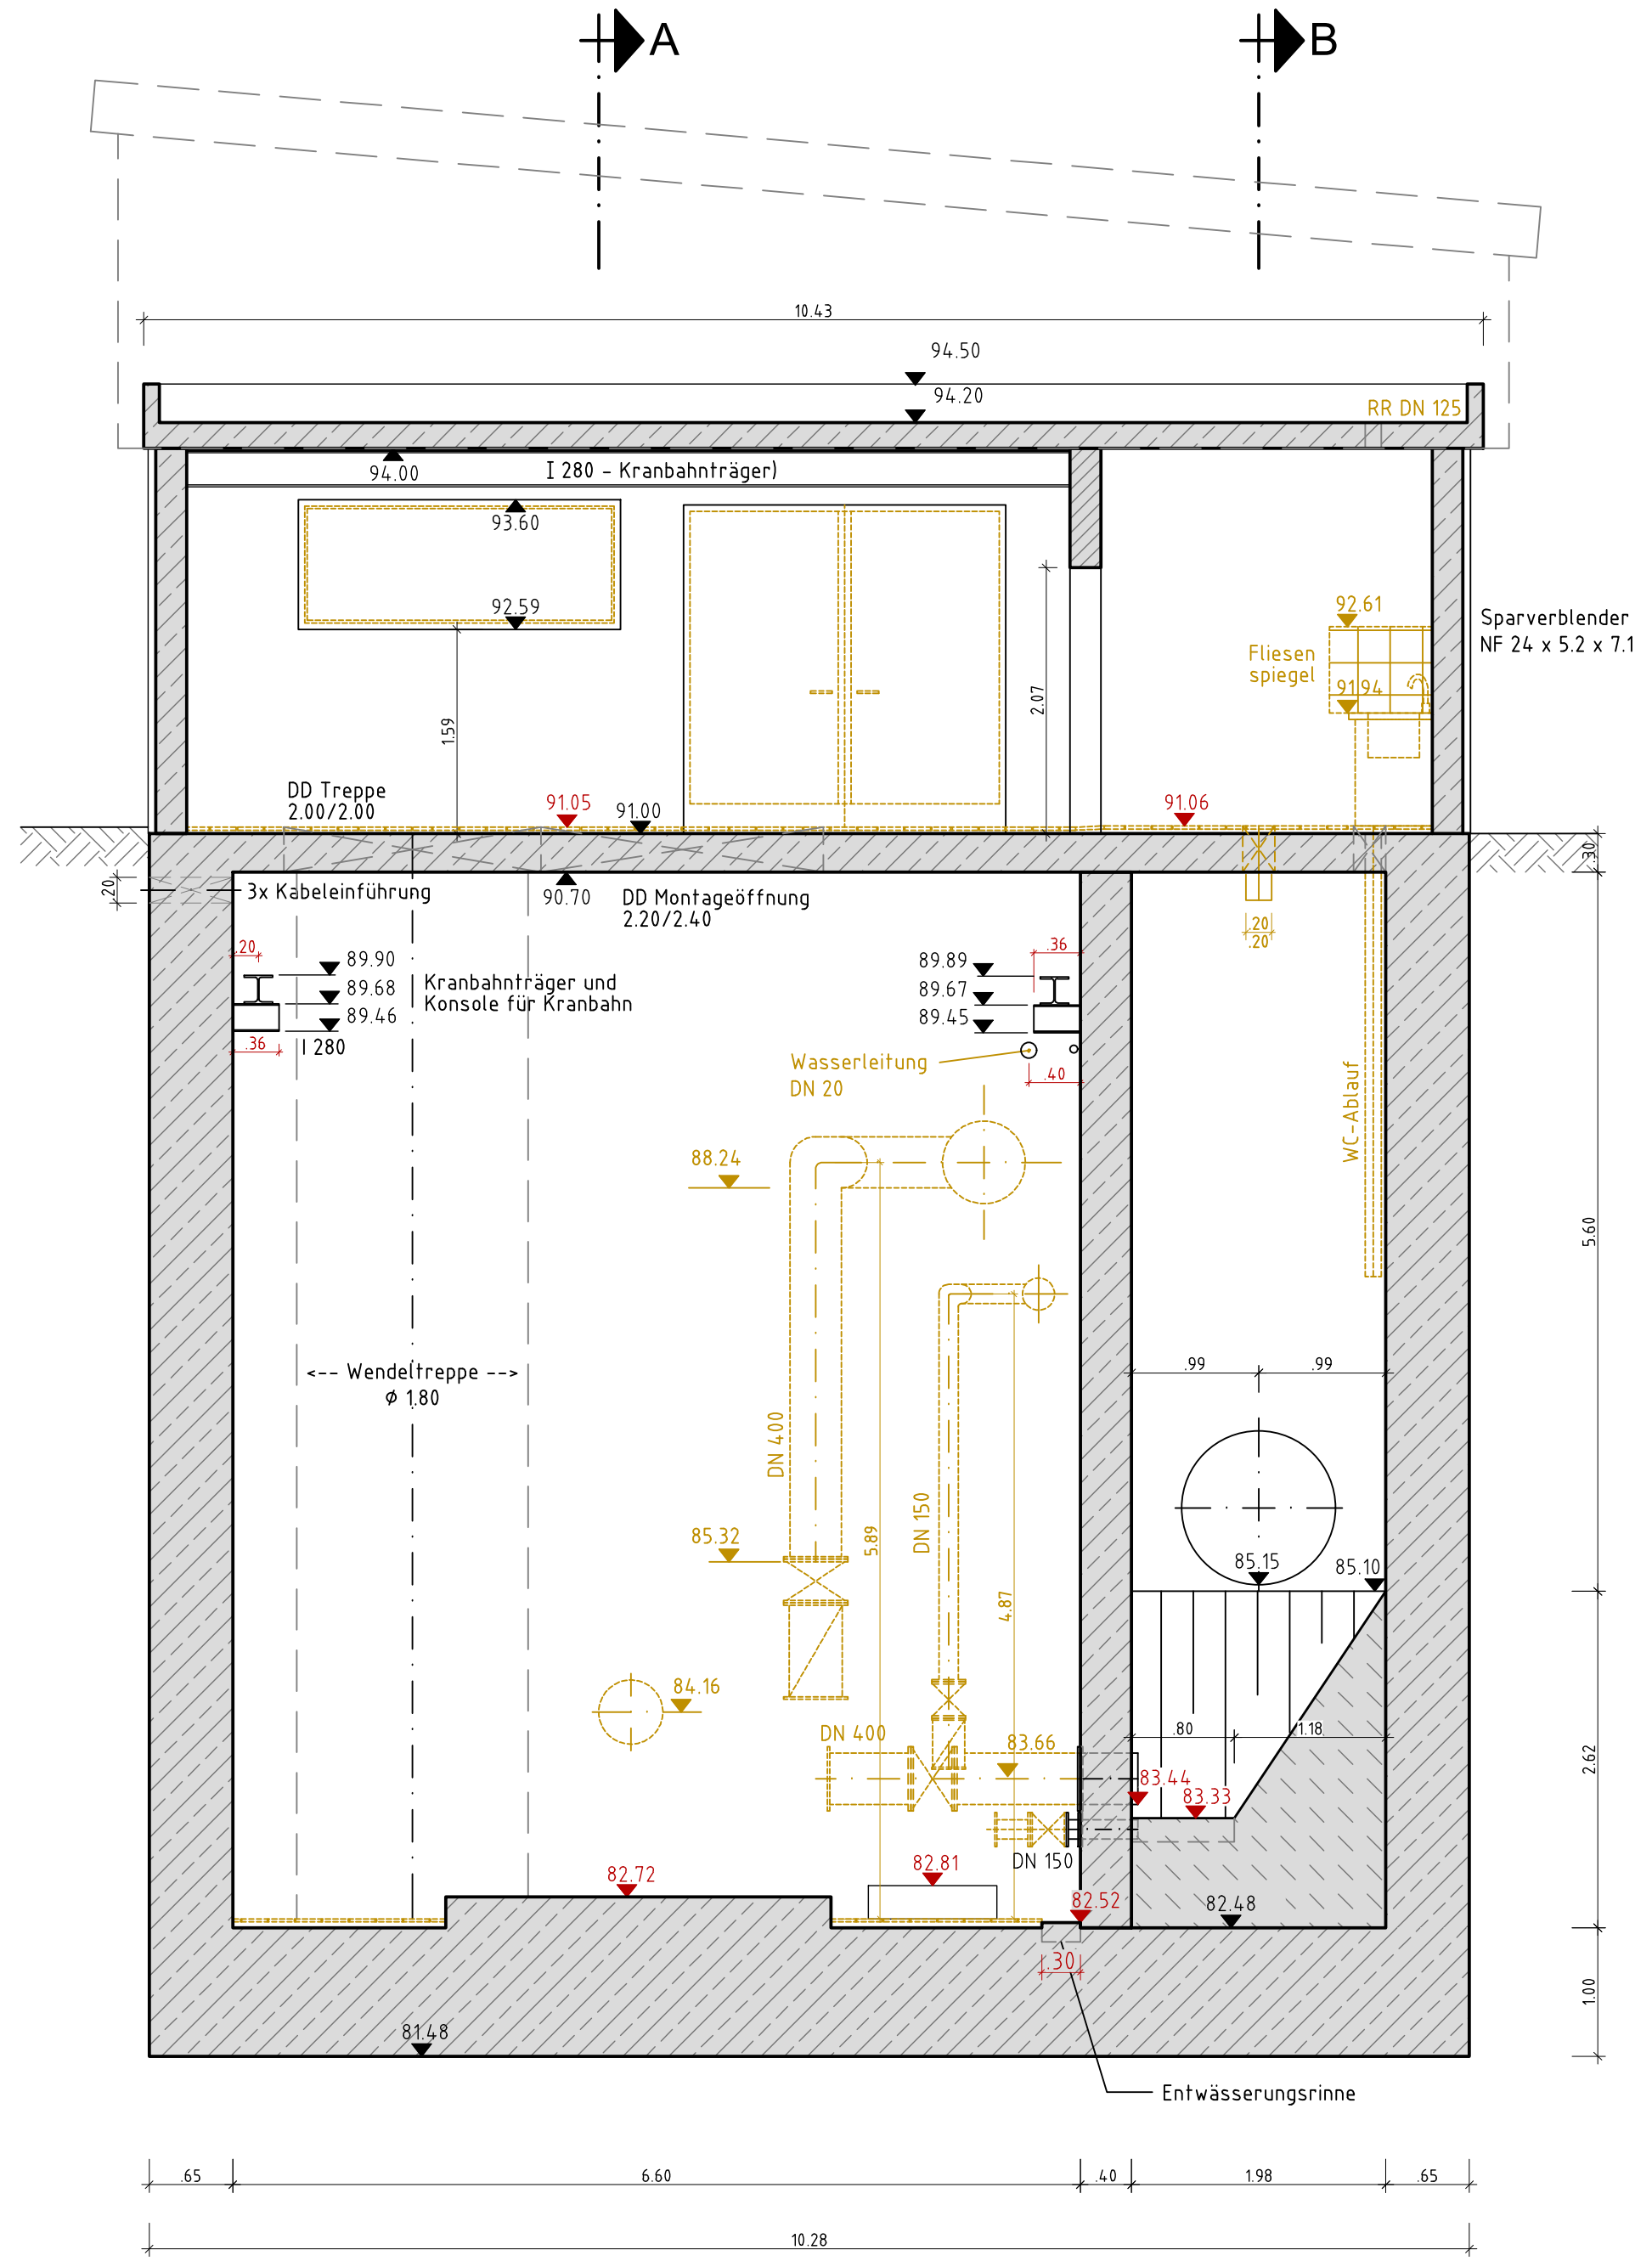 A
B
10.43
94.50
94.20
RR DN 125
94.00
I 280 - Kranbahnträger)
93.60
92.59
1.59
2.07
92.61
Fliesen
spiegel
91.94
Sparverblender
NF 24 x 5.2 x 7.1
DD Treppe
2.00/2.00
91.05
91.00
91.06
.30
.20
3x Kabeleinführung
90.70
DD Montageöffnung
2.20/2.40
.20
.20
.20
89.90
89.68
89.46
Kranbahnträger und
Konsole für Kranbahn
.36
I 280
.36
89.89
89.67
89.45
Wasserleitung
DN 20
.40
WC-Ablauf
88.24
5.60
<-- Wendeltreppe -->
Ø 1.80
DN 400
DN 150
.99
.99
85.32
5.89
85.15
85.10
4.87
84.16
DN 400
83.66
.80
1.18
2.62
83.44
83.33
DN 150
82.72
82.81
82.52
82.48
.30
1.00
81.48
Entwässerungsrinne
.65
6.60
.40
1.98
.65
10.28